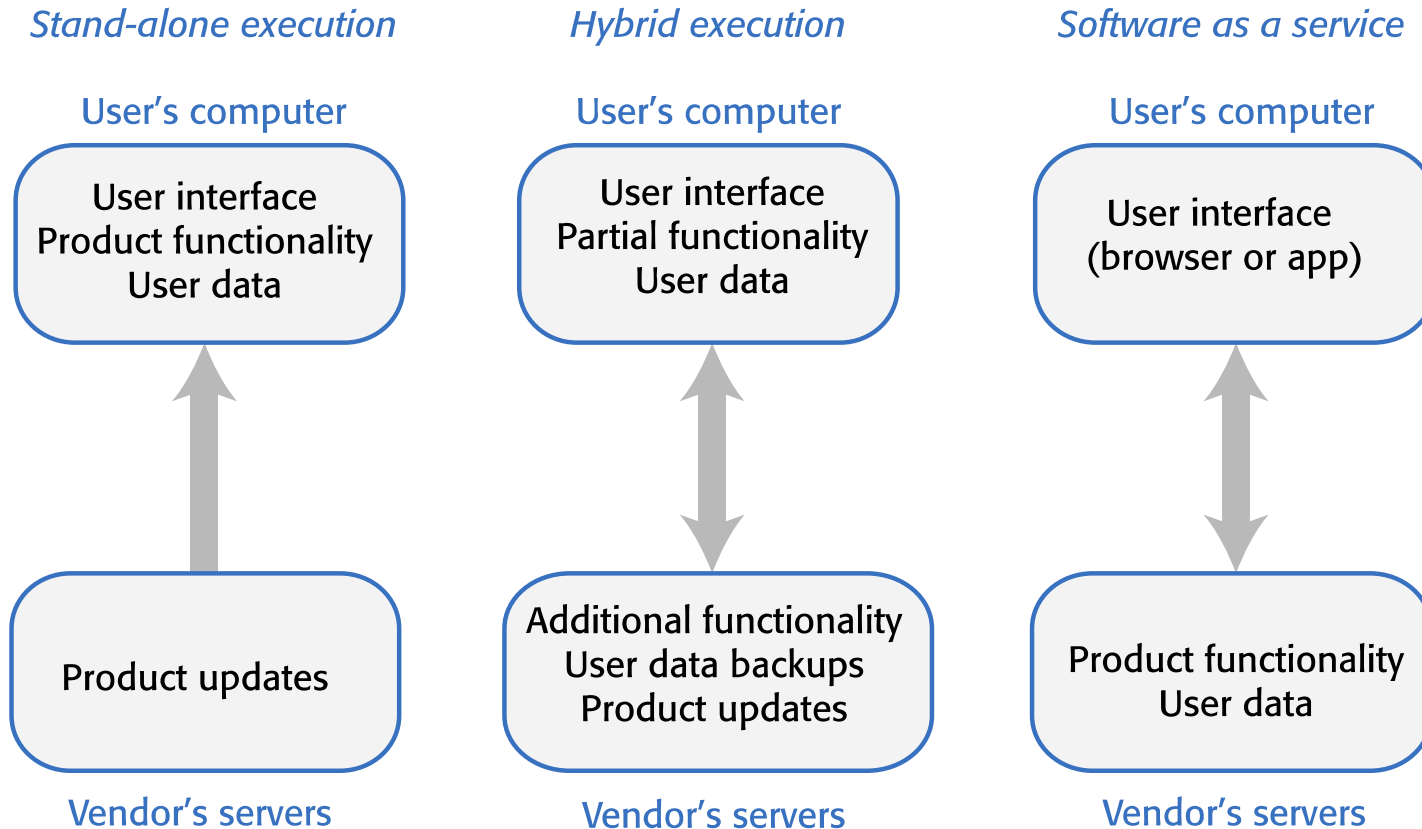 Stand-alone execution
Hybrid execution
Software as a service
User’s computer
User’s computer
User’s computer
User interface
Product functionality
User data
User interface
Partial functionality
User data
User interface
(browser or app)
Product updates
Additional functionality
User data backups
Product updates
Product functionality
User data
Vendor’s servers
Vendor’s servers
Vendor’s servers